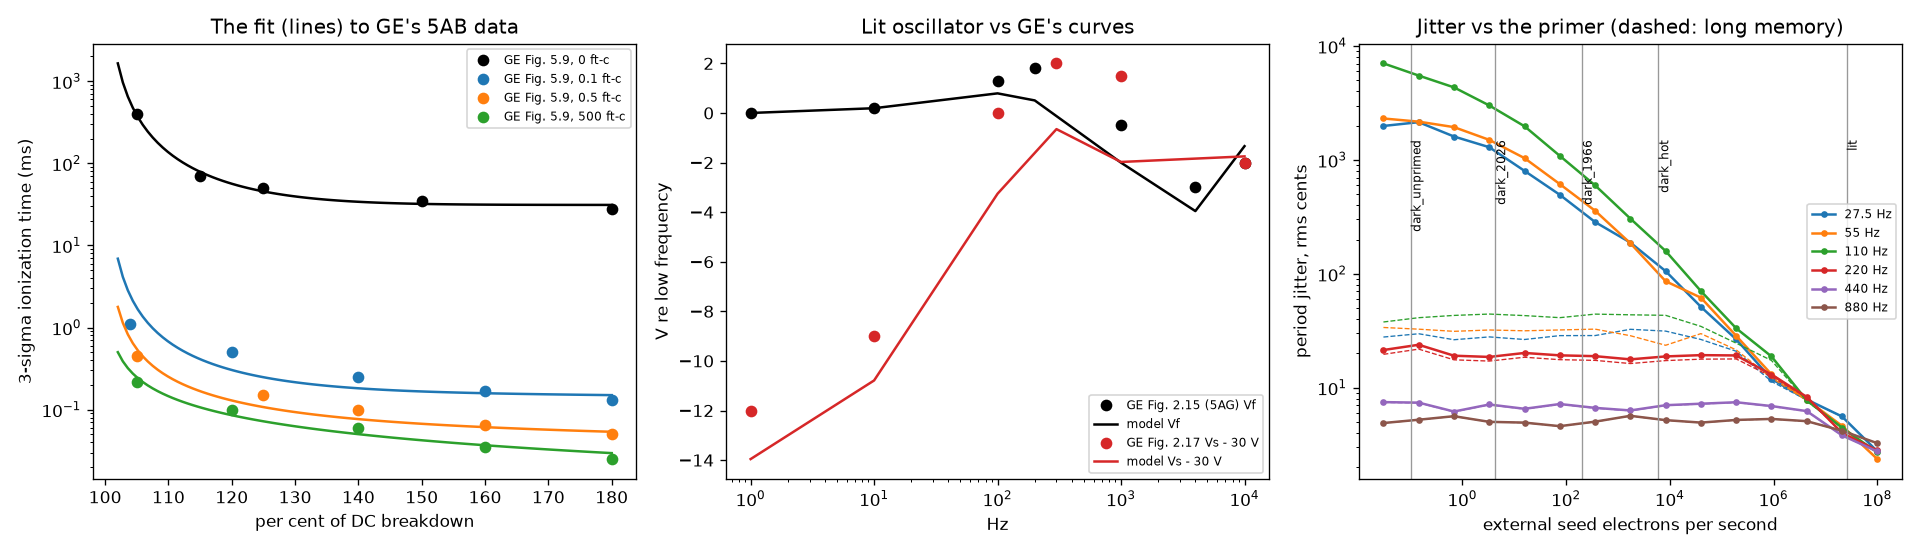 The fit (lines) to GE's 5AB data
3-sigma ionization time (ms)
10³
10²
10¹
10⁰
10⁻¹
GE Fig. 5.9, 0 ft-c
GE Fig. 5.9, 0.1 ft-c
GE Fig. 5.9, 0.5 ft-c
GE Fig. 5.9, 500 ft-c
100 110 120 130 140 150 160 170 180
per cent of DC breakdown
Lit oscillator vs GE's curves
V re low frequency
2
0
−2
−4
−6
−8
−10
−12
−14
GE Fig. 2.15 (5AG) Vf
model Vf
GE Fig. 2.17 Vs - 30 V
model Vs - 30 V
10⁰ 10¹ 10² 10³ 10⁴
Hz
Jitter vs the primer (dashed: long memory)
period jitter, rms cents
10⁴
10³
10²
10¹
dark_unprimed
dark_2026
dark_1966
dark_hot
lit
27.5 Hz
55 Hz
110 Hz
220 Hz
440 Hz
880 Hz
10⁰ 10² 10⁴ 10⁶ 10⁸
external seed electrons per second